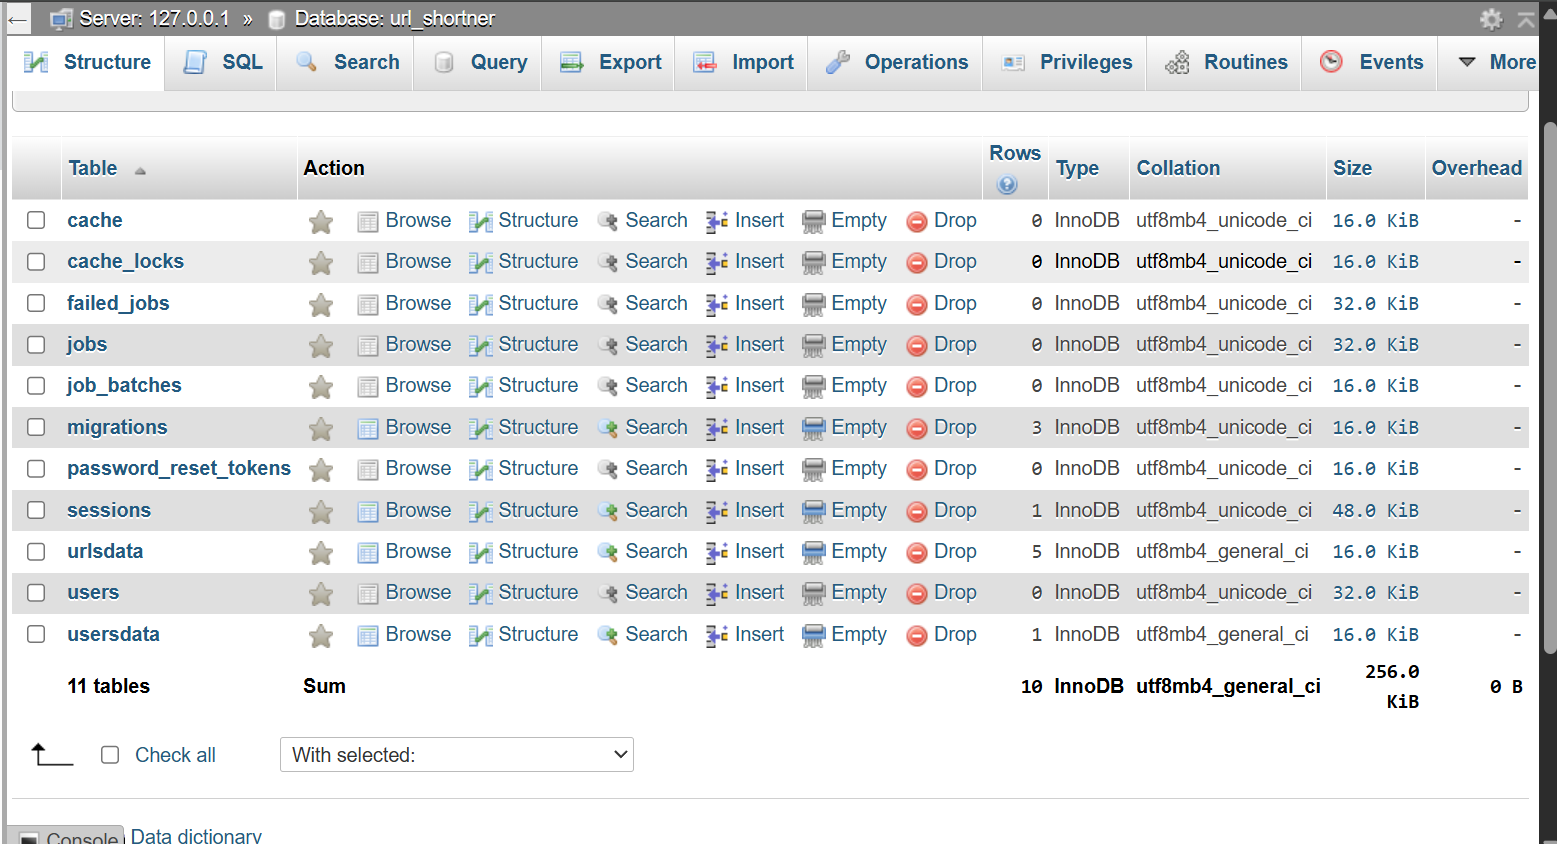 Server: 127.0.0.1 » Database: url_shortner
Structure SQL Search Query Export Import Operations Privileges Routines Events More
Table Action Rows Type Collation Size Overhead
cache Browse Structure Search Insert Empty Drop 0 InnoDB utf8mb4_unicode_ci 16.0 KiB -
cache_locks Browse Structure Search Insert Empty Drop 0 InnoDB utf8mb4_unicode_ci 16.0 KiB -
failed_jobs Browse Structure Search Insert Empty Drop 0 InnoDB utf8mb4_unicode_ci 32.0 KiB -
jobs Browse Structure Search Insert Empty Drop 0 InnoDB utf8mb4_unicode_ci 32.0 KiB -
job_batches Browse Structure Search Insert Empty Drop 0 InnoDB utf8mb4_unicode_ci 16.0 KiB -
migrations Browse Structure Search Insert Empty Drop 3 InnoDB utf8mb4_unicode_ci 16.0 KiB -
password_reset_tokens Browse Structure Search Insert Empty Drop 0 InnoDB utf8mb4_unicode_ci 16.0 KiB -
sessions Browse Structure Search Insert Empty Drop 1 InnoDB utf8mb4_unicode_ci 48.0 KiB -
urlsdata Browse Structure Search Insert Empty Drop 5 InnoDB utf8mb4_general_ci 16.0 KiB -
users Browse Structure Search Insert Empty Drop 0 InnoDB utf8mb4_unicode_ci 32.0 KiB -
usersdata Browse Structure Search Insert Empty Drop 1 InnoDB utf8mb4_general_ci 16.0 KiB -
11 tables Sum 10 InnoDB utf8mb4_general_ci 256.0 KiB 0 B
Check all With selected:
Console Data dictionary